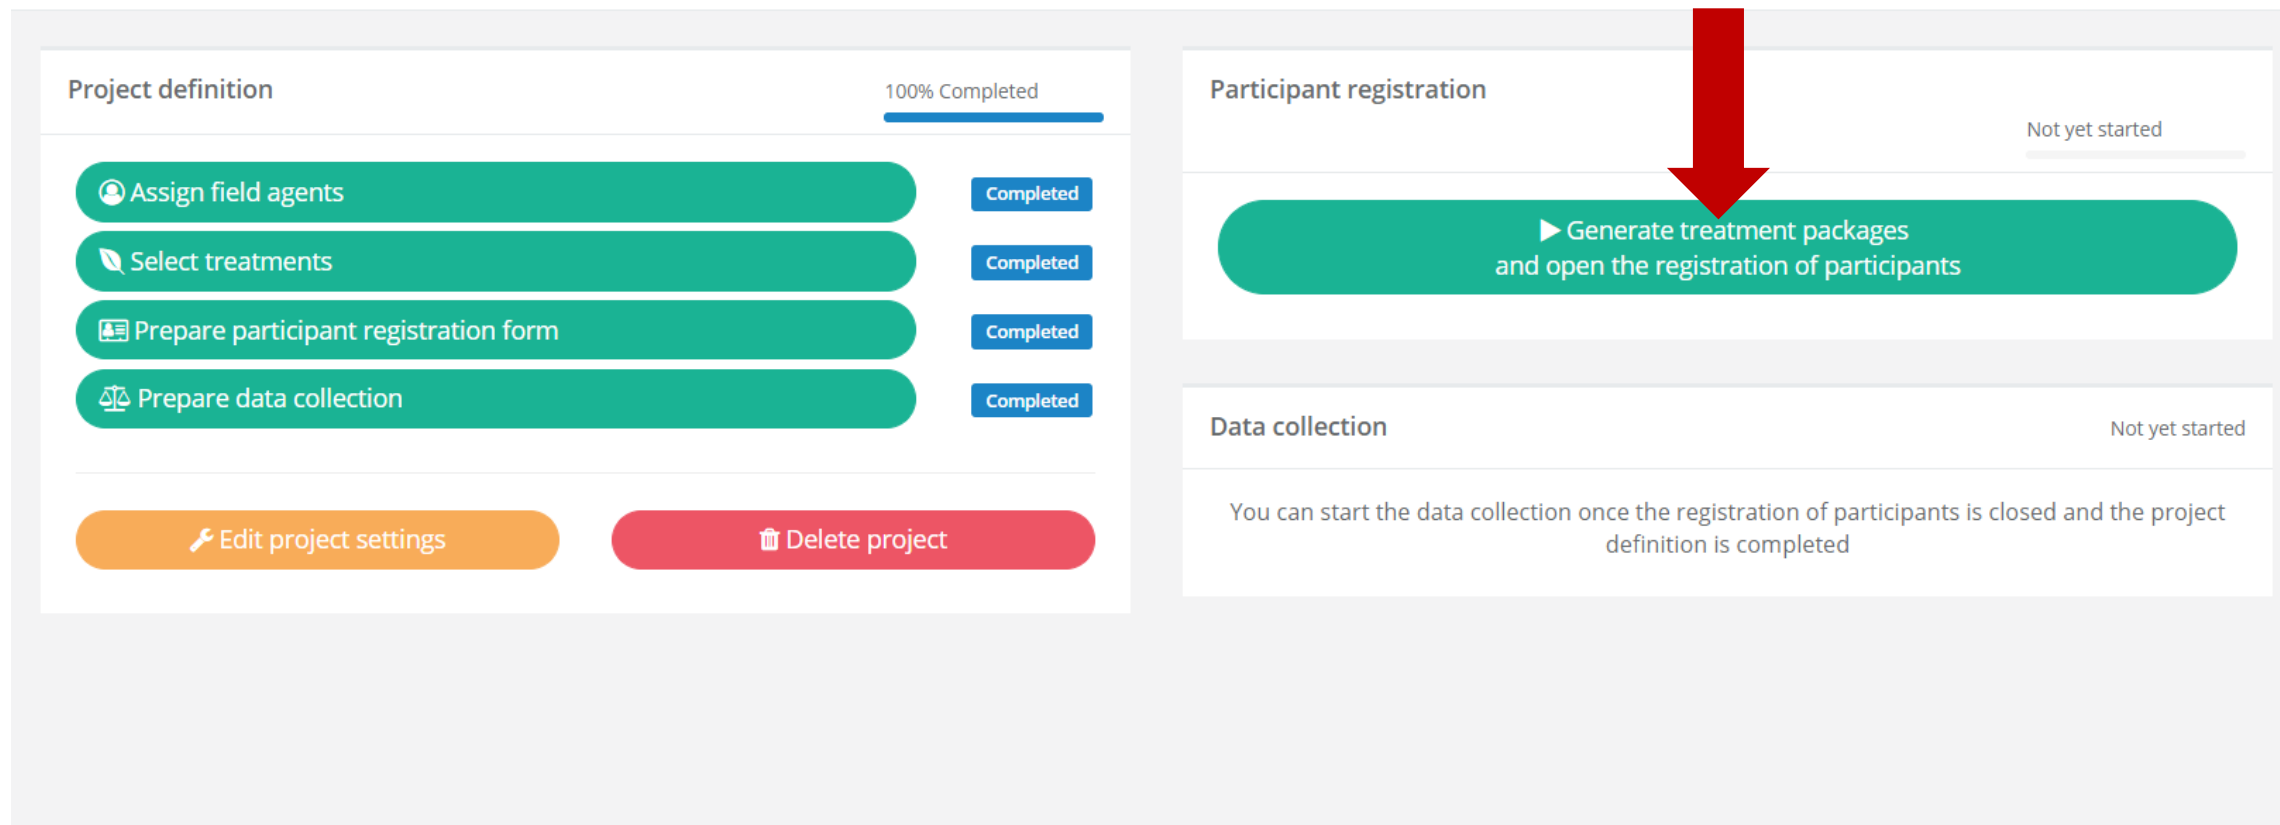 Project definition
100% Completed
Assign field agents
Completed
Select treatments
Completed
Prepare participant registration form
Completed
Prepare data collection
Completed
Edit project settings
Delete project
Participant registration
Not yet started
Generate treatment packages
and open the registration of participants
Data collection
Not yet started
You can start the data collection once the registration of participants is closed and the project
definition is completed